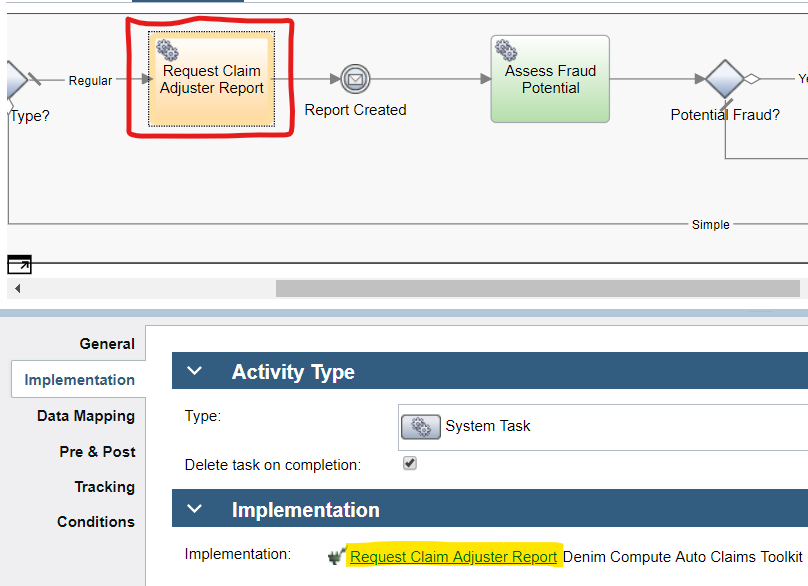 Regular
Request Claim
Adjuster Report
Report Created
Assess Fraud
Potential
Type?
Potential Fraud?
Simple
General
Implementation
Data Mapping
Pre & Post
Tracking
Conditions
Activity Type
Type:
System Task
Delete task on completion:
Implementation
Implementation:
Request Claim Adjuster Report Denim Compute Auto Claims Toolkit